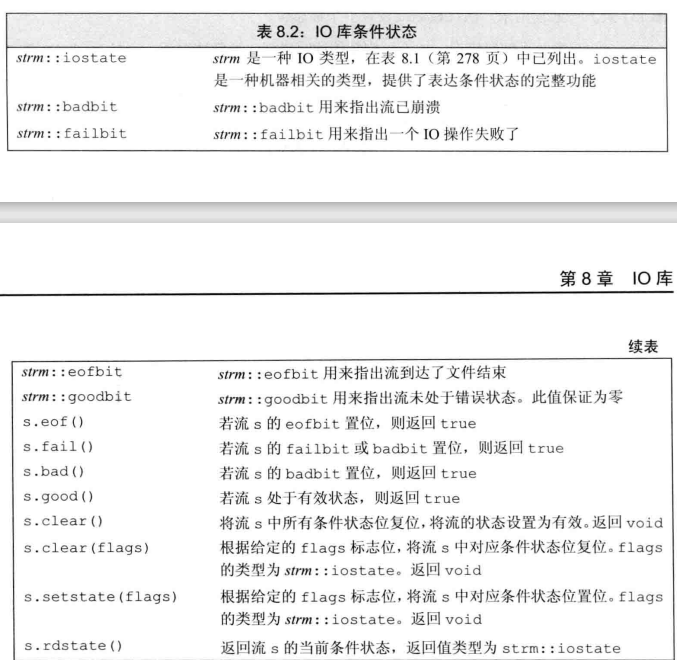 表 8.2：IO 库条件状态
strm::iostate strm 是一种 IO 类型，在表 8.1（第 278 页）中已列出。iostate
是一种机器相关的类型，提供了表达条件状态的完整功能
strm::badbit strm::badbit 用来指出流已崩溃
strm::failbit strm::failbit 用来指出一个 IO 操作失败了
第 8 章 IO 库
续表
strm::eofbit strm::eofbit 用来指出流到达了文件结束
strm::goodbit strm::goodbit 用来指出流未处于错误状态。此值保证为零
s.eof() 若流 s 的 eofbit 置位，则返回 true
s.fail() 若流 s 的 failbit 或 badbit 置位，则返回 true
s.bad() 若流 s 的 badbit 置位，则返回 true
s.good() 若流 s 处于有效状态，则返回 true
s.clear() 将流 s 中所有条件状态位复位，将流的状态设置为有效。返回 void
s.clear(flags) 根据给定的 flags 标志位，将流 s 中对应条件状态位复位。flags
的类型为 strm::iostate。返回 void
s.setstate(flags) 根据给定的 flags 标志位，将流 s 中对应条件状态位置位。flags
的类型为 strm::iostate。返回 void
s.rdstate() 返回流 s 的当前条件状态，返回值类型为 strm::iostate